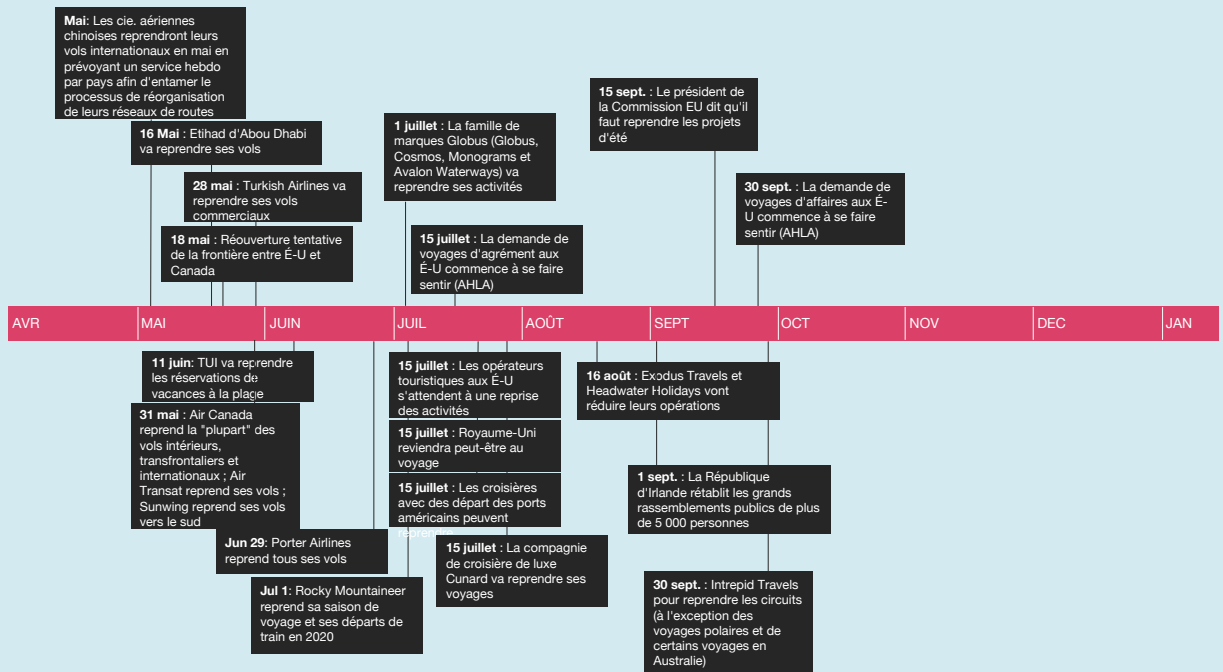 Mai: Les cie. aériennes
chinoises reprendront leurs
vols internationaux en mai en
prévoyant un service hebdo
par pays afin d'entamer le
processus de réorganisation
de leurs réseaux de routes
16 Mai : Etihad d'Abou Dhabi
va reprendre ses vols
28 mai : Turkish Airlines va
reprendre ses vols
commerciaux
18 mai : Réouverture tentative
de la frontière entre É-U et
Canada
1 juillet : La famille de
marques Globus (Globus,
Cosmos, Monograms et
Avalon Waterways) va
reprendre ses activités
15 juillet : La demande de
voyages d'agrément aux
É-U commence à se faire
sentir (AHLA)
15 sept. : Le président de
la Commission EU dit qu'il
faut reprendre les projets
d'été
30 sept. : La demande de
voyages d'affaires aux É-
U commence à se faire
sentir (AHLA)
AVR MAI JUIN JUIL AOÛT SEPT OCT NOV DEC JAN
11 juin: TUI va reprendre
les réservations de
vacances à la plage
31 mai : Air Canada
reprend la "plupart" des
vols intérieurs,
transfrontaliers et
internationaux ; Air
Transat reprend ses vols ;
Sunwing reprend ses vols
vers le sud
Jun 29: Porter Airlines
reprend tous ses vols
Jul 1: Rocky Mountaineer
reprend sa saison de
voyage et ses départs de
train en 2020
15 juillet : Les opérateurs
touristiques aux É-U
s'attendent à une reprise
des activités
15 juillet : Royaume-Uni
reviendra peut-être au
voyage
15 juillet : Les croisières
avec des départ des ports
américains peuvent
reprendre
15 juillet : La compagnie
de croisière de luxe
Cunard va reprendre ses
voyages
16 août : Exodus Travels et
Headwater Holidays vont
réduire leurs opérations
1 sept. : La République
d'Irlande rétablit les grands
rassemblements publics de plus
de 5 000 personnes
30 sept. : Intrepid Travels
pour reprendre les circuits
(à l'exception des
voyages polaires et de
certains voyages en
Australie)